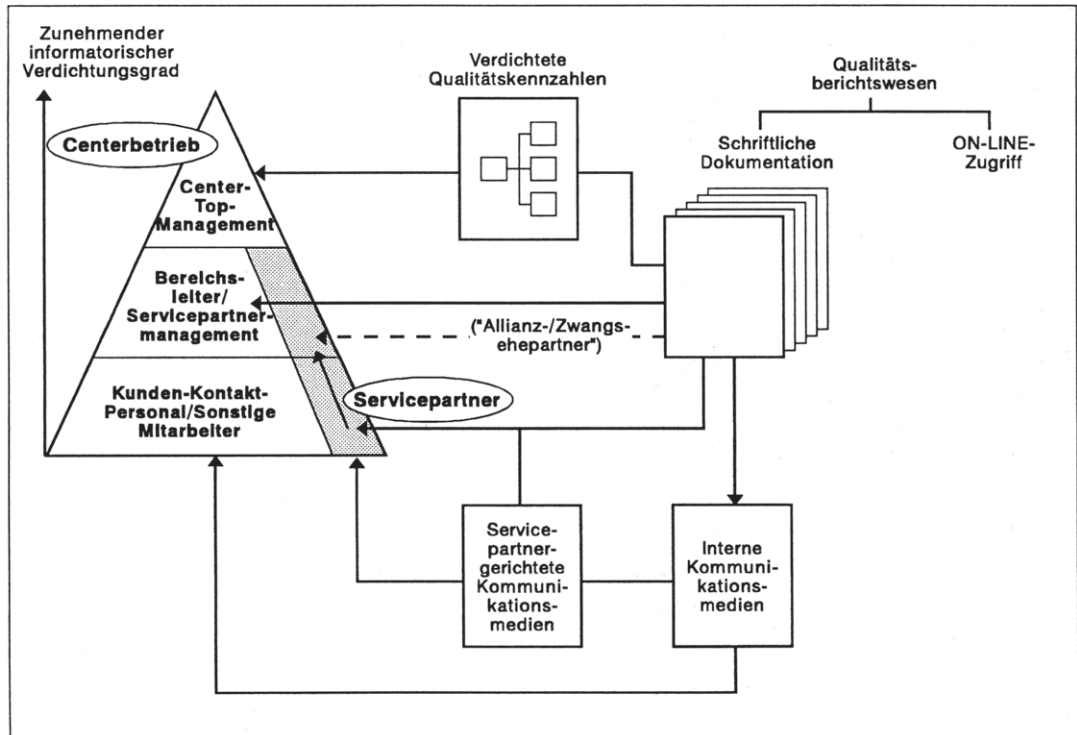 Zunehmender
informatorischer
Verdichtungsgrad
Centerbetrieb
Center-
Top-
Management
Bereichs-
leiter/
Servicepartner-
management
Kunden-Kontakt-
Personal/Sonstige
Mitarbeiter
Servicepartner
Verdichtete
Qualitätskennzahlen
Qualitäts-
berichtswesen
Schriftliche
Dokumentation
ON-LINE-
Zugriff
("Allianz-/Zwangs-
ehepartner")
Service-
partner-
gerichtete
Kommuni-
kations-
medien
Interne
Kommuni-
kations-
medien